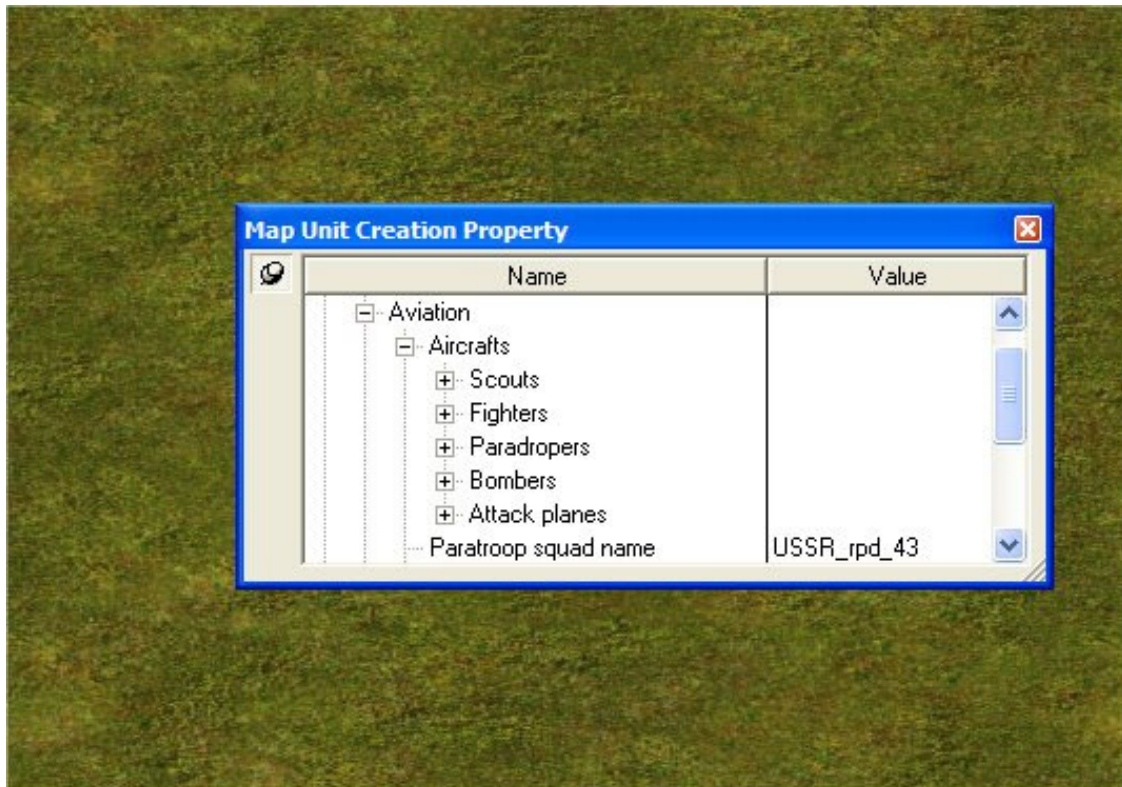 Map Unit Creation Property
Name Value
Aviation
Aircrafts
Scouts
Fighters
Paradropers
Bombers
Attack planes
Paratroop squad name USSR_rpd_43